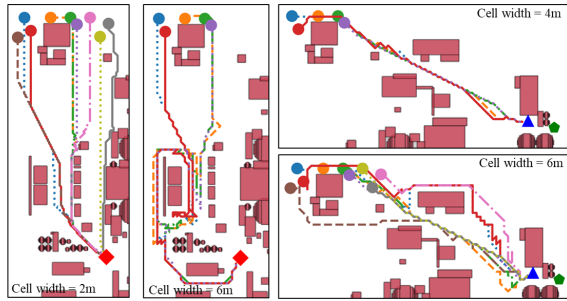 Cell width = 2m
Cell width = 6m
Cell width = 4m
Cell width = 6m